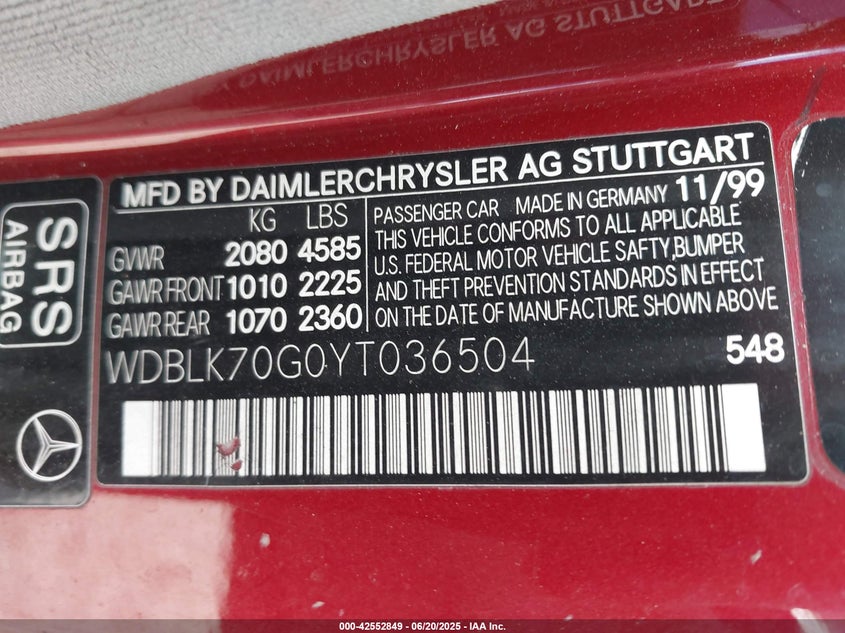 DAIMLERCHRYSLER AG STUTTGART
MFD BY DAIMLERCHRYSLER AG STUTTGART
KG LBS
GVWR 2080 4585
GAWR FRONT 1010 2225
GAWR REAR 1070 2360
PASSENGER CAR MADE IN GERMANY 11/99
THIS VEHICLE CONFORMS TO ALL APPLICABLE
U.S. FEDERAL MOTOR VEHICLE SAFTY,BUMPER
AND THEFT PREVENTION STANDARDS IN EFFECT
ON THE DATE OF MANUFACTURE SHOWN ABOVE
WDBLK70G0YT036504 548
SRS
AIRBAG
000-42552849 - 06/20/2025 - IAA Inc.